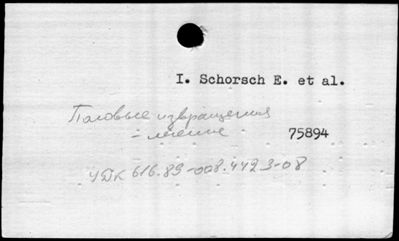 I. Schorsch E. et al.
Половые извращения
- лечение
75894
УДК 616.89-008.442.3-08